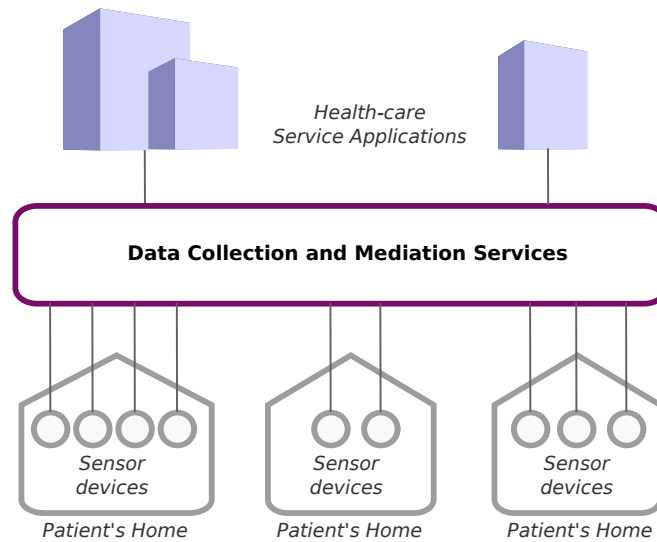 Health-care
Service Applications
Data Collection and Mediation Services
Sensor
devices
Sensor
devices
Sensor
devices
Patient's Home
Patient's Home
Patient's Home